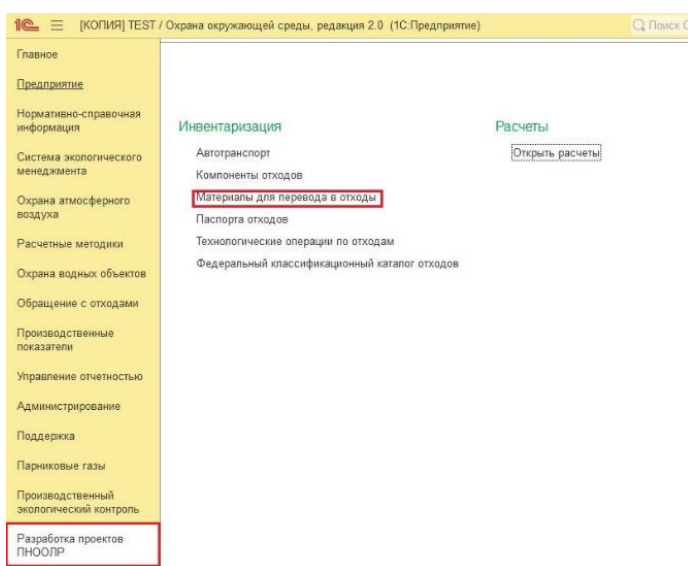 1С [КОПИЯ] TEST / Охрана окружающей среды, редакция 2.0 (1С:Предприятие) Поиск
Главное
Предприятие
Нормативно-справочная
информация
Система экологического
менеджмента
Охрана атмосферного
воздуха
Расчетные методики
Охрана водных объектов
Обращение с отходами
Производственные
показатели
Управление отчетностью
Администрирование
Поддержка
Парниковые газы
Производственный
экологический контроль
Разработка проектов
ПНООЛР
Инвентаризация
Автотранспорт
Компоненты отходов
Материалы для перевода в отходы
Паспорта отходов
Технологические операции по отходам
Федеральный классификационный каталог отходов
Расчеты
Открыть расчеты